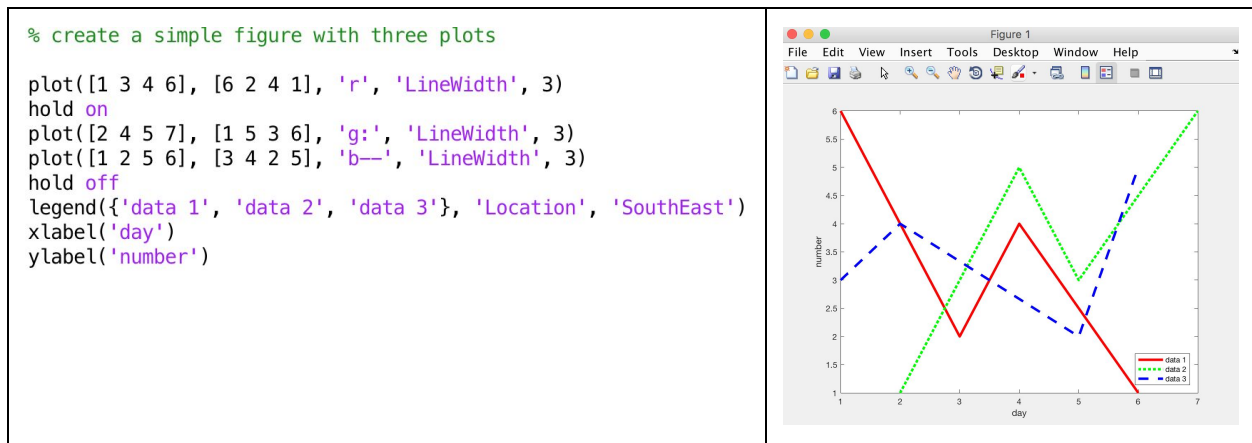 % create a simple figure with three plots
plot([1 3 4 6], [6 2 4 1], 'r', 'LineWidth', 3)
hold on
plot([2 4 5 7], [1 5 3 6], 'g:', 'LineWidth', 3)
plot([1 2 5 6], [3 4 2 5], 'b--', 'LineWidth', 3)
hold off
legend({'data 1', 'data 2', 'data 3'}, 'Location', 'SouthEast')
xlabel('day')
ylabel('number')
Figure 1
File Edit View Insert Tools Desktop Window Help
6
5.5
5
4.5
4
3.5
3
2.5
2
1.5
1
number
data 1
data 2
data 3
1 2 3 4 5 6 7
day